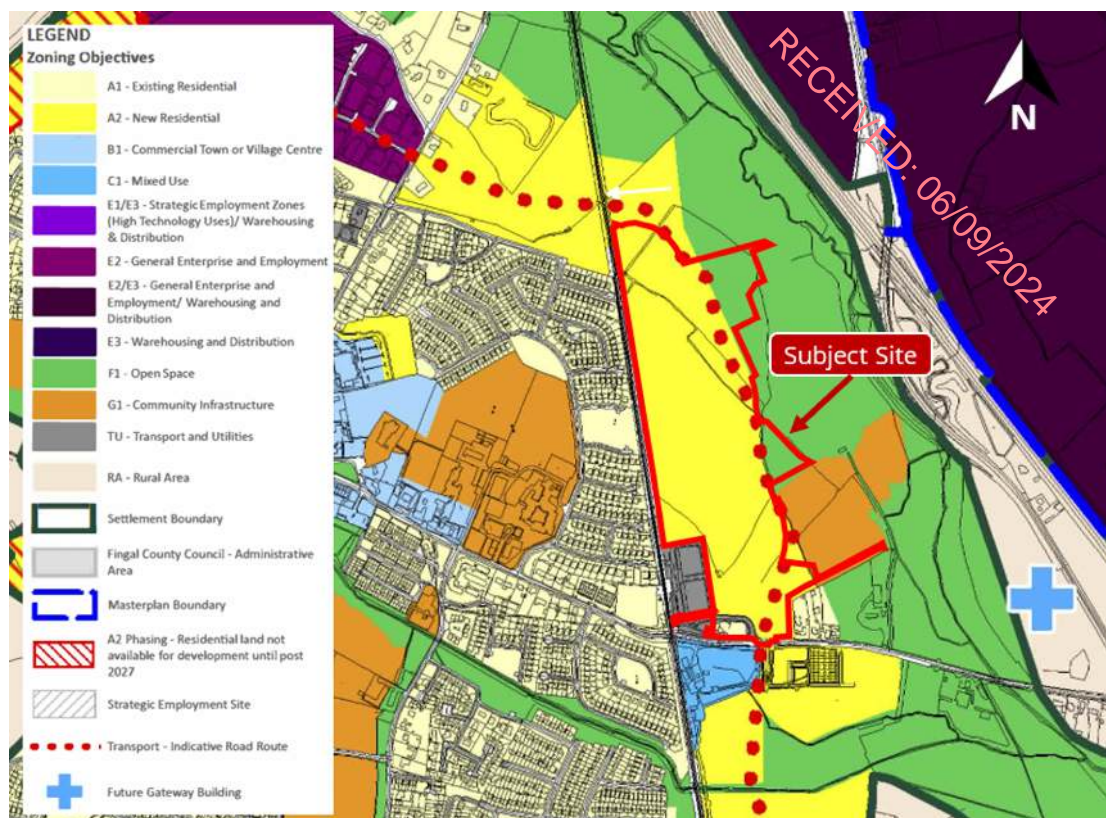 LEGEND
Zoning Objectives
A1 - Existing Residential
A2 - New Residential
B1 - Commercial Town or Village Centre
C1 - Mixed Use
E1/E3 - Strategic Employment Zones
(High Technology Uses)/ Warehousing
& Distribution
E2 - General Enterprise and Employment
E2/E3 - General Enterprise and
Employment/ Warehousing and
Distribution
E3 - Warehousing and Distribution
F1 - Open Space
G1 - Community Infrastructure
TU - Transport and Utilities
RA - Rural Area
Settlement Boundary
Fingal County Council - Administrative
Area
Masterplan Boundary
A2 Phasing - Residential land not
available for development until post
2027
Strategic Employment Site
Transport - Indicative Road Route
Future Gateway Building
RECEIVED: 06/09/2024
N
Subject Site